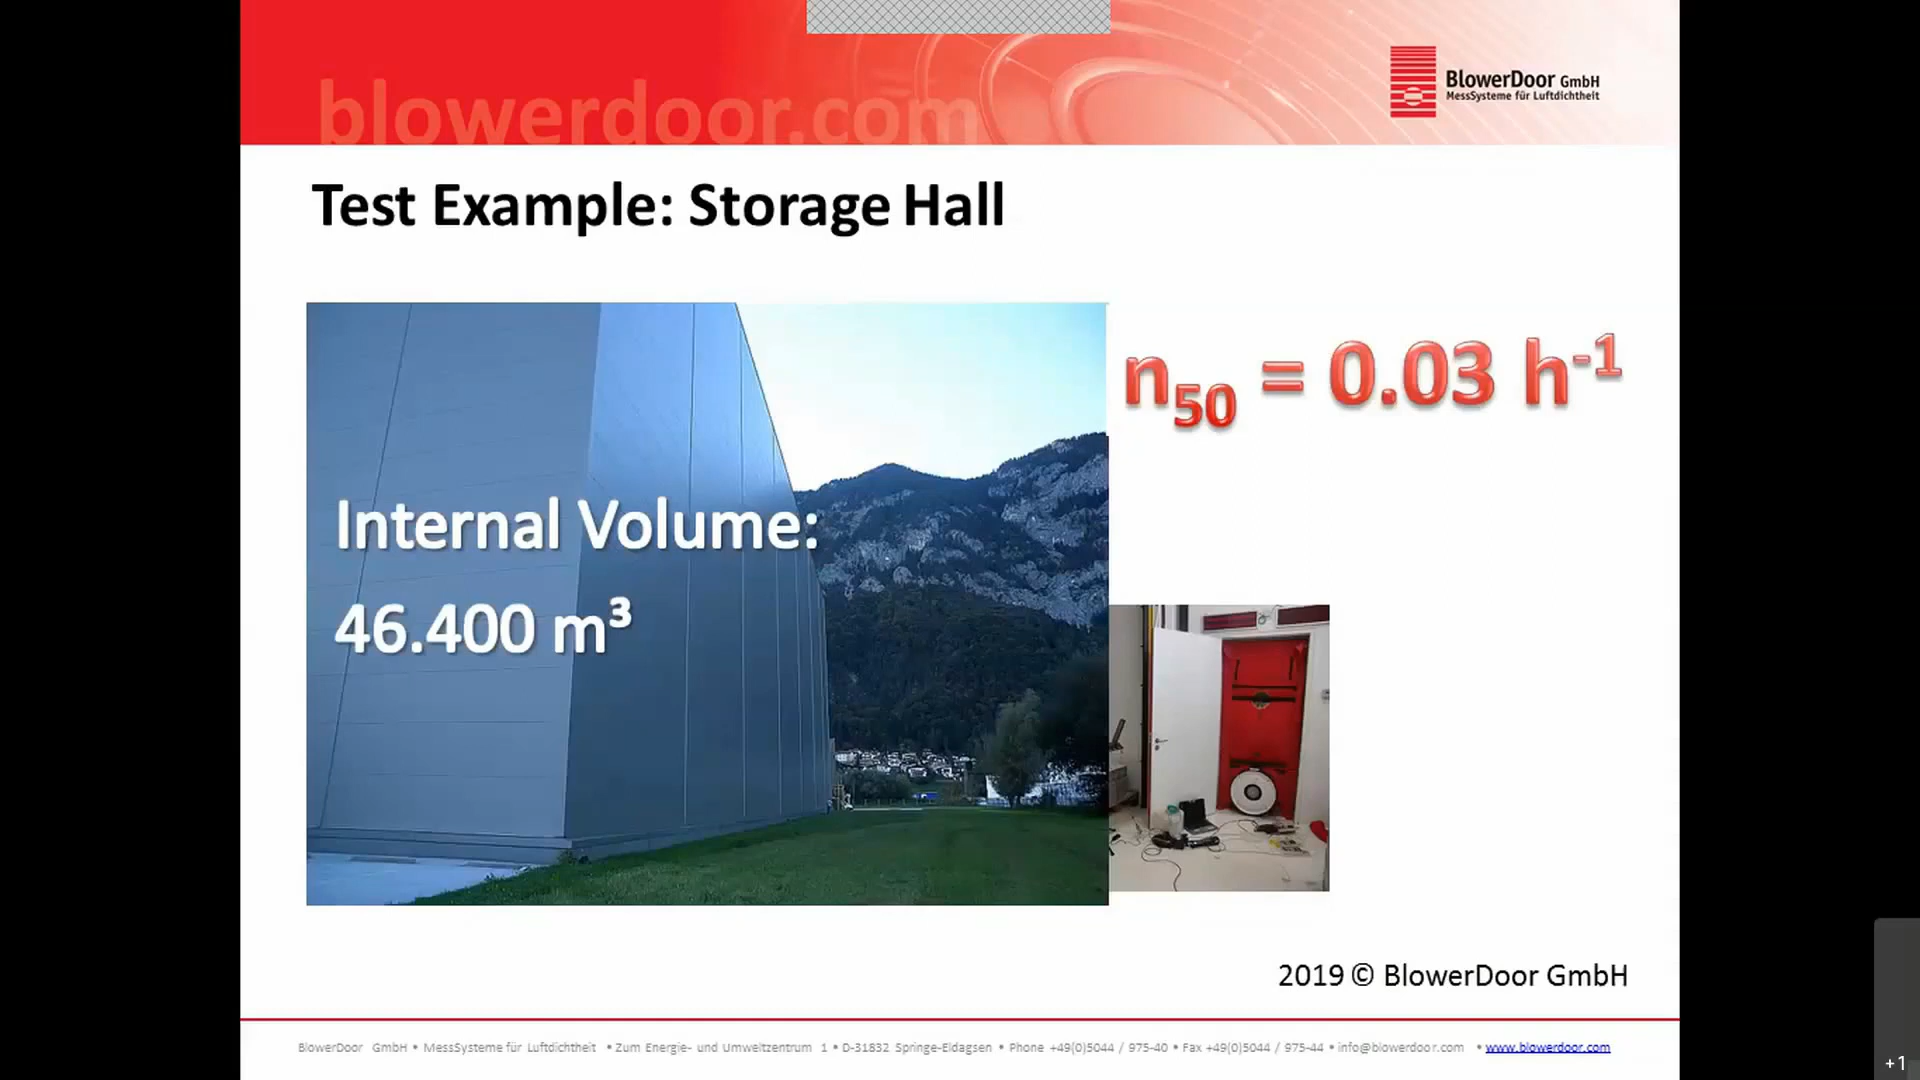 blowerdoor.com
BlowerDoor GmbH
MessSysteme für Luftdichtheit
Test Example: Storage Hall
n50 = 0.03 h-1
Internal Volume:
46.400 m³
2019 © BlowerDoor GmbH
BlowerDoor GmbH • MessSysteme für Luftdichtheit • Zum Energie- und Umweltzentrum 1 • D-31832 Springe-Eldagsen • Phone +49(0)5044 / 975-40 • Fax +49(0)5044 / 975-44 • info@blowerdoor.com • www.blowerdoor.com
+1